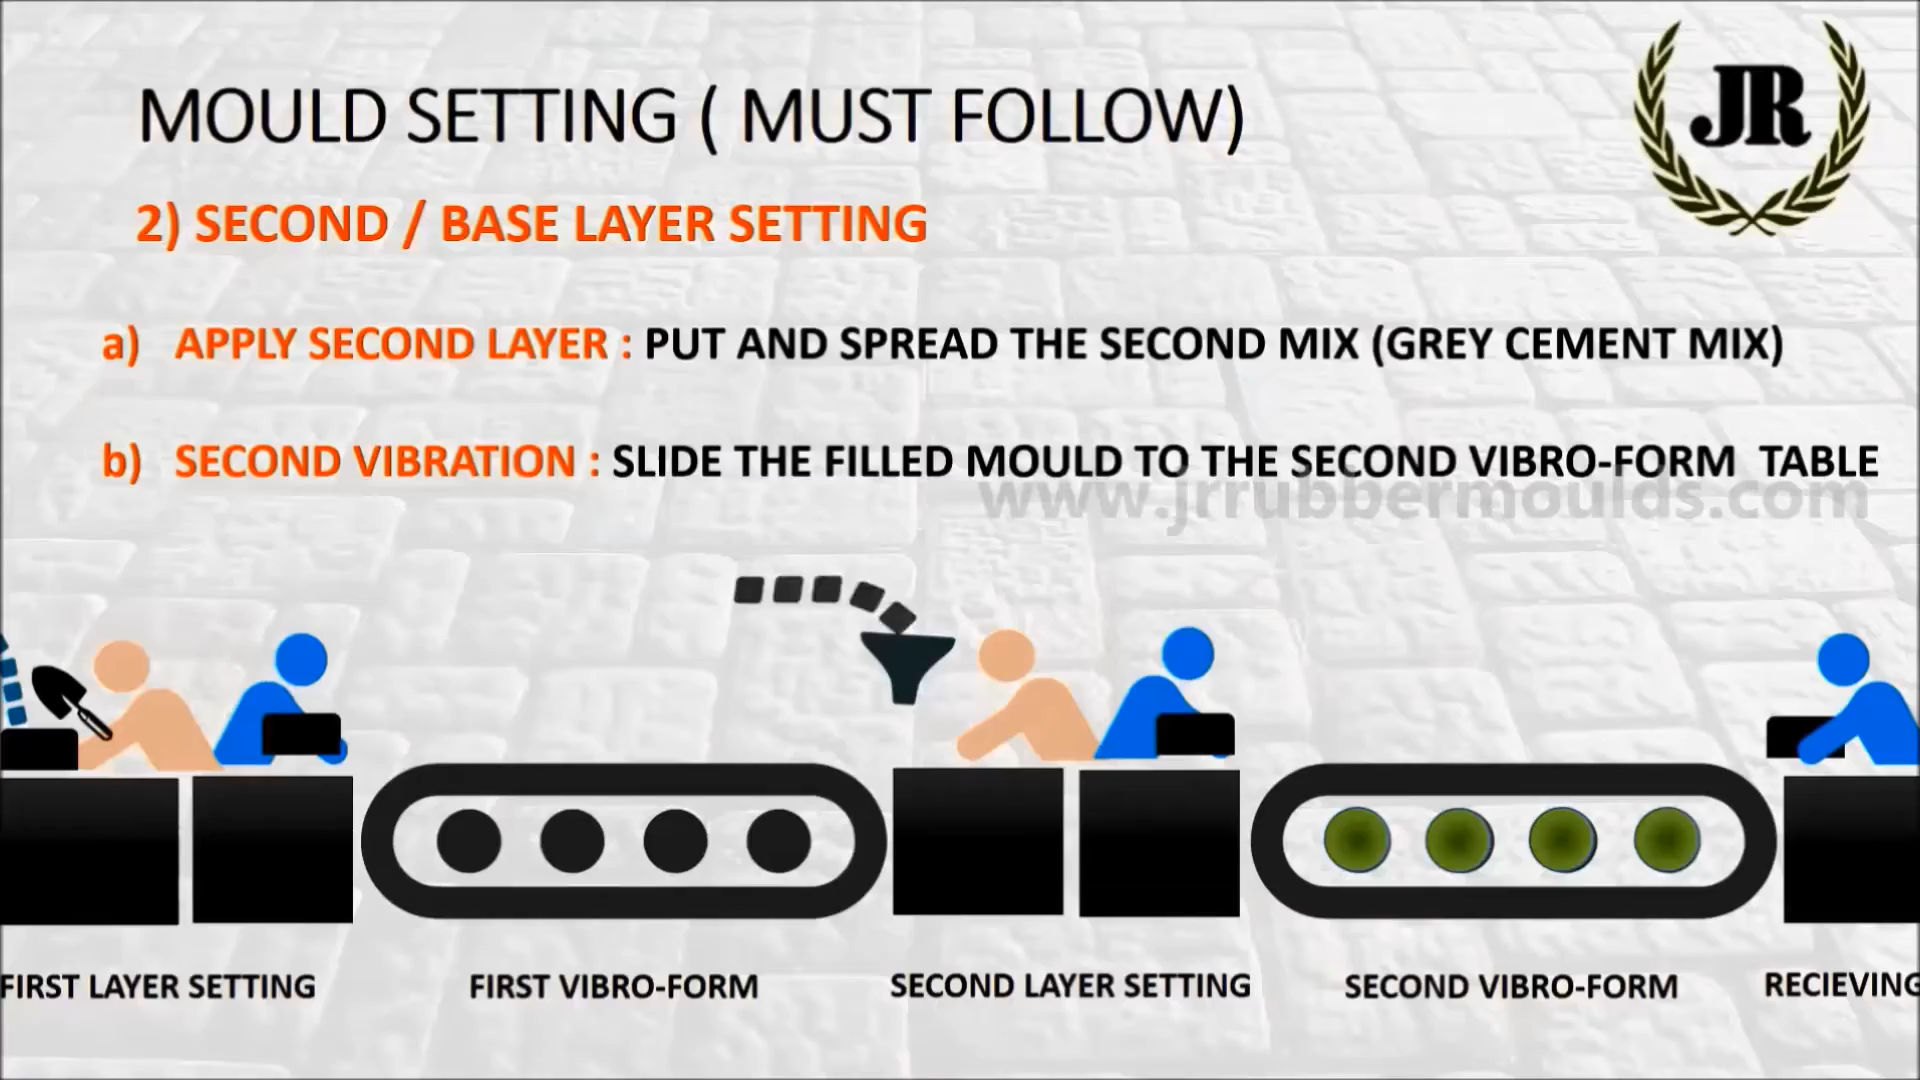 MOULD SETTING ( MUST FOLLOW)
JR
2) SECOND / BASE LAYER SETTING
a) APPLY SECOND LAYER : PUT AND SPREAD THE SECOND MIX (GREY CEMENT MIX)
b) SECOND VIBRATION : SLIDE THE FILLED MOULD TO THE SECOND VIBRO-FORM TABLE
www.jrrubbermoulds.com
FIRST LAYER SETTING
FIRST VIBRO-FORM
SECOND LAYER SETTING
SECOND VIBRO-FORM
RECIEVING